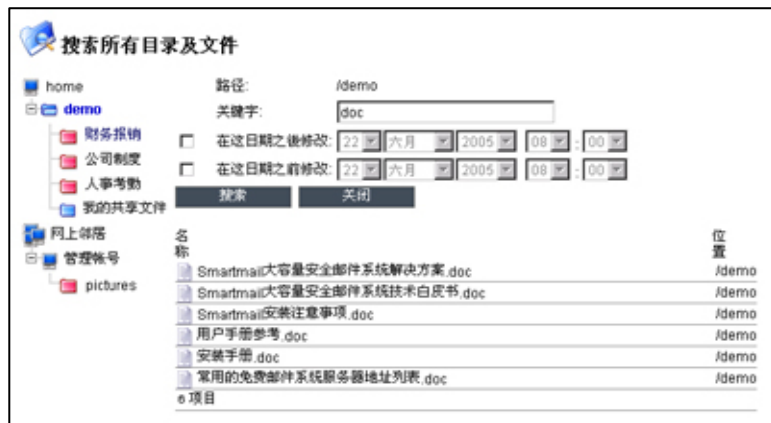 搜索所有目录及文件
home
demo
财务报销
公司制度
人事考勤
我的共享文件
网上邻居
管理帐号
pictures
路径: /demo
关键字: doc
在这日期之後修改: 22 六月 2005 08 : 00
在这日期之前修改: 22 六月 2005 08 : 00
搜索 关闭
名称 位置
Smartmail大容量安全邮件系统解决方案.doc /demo
Smartmail大容量安全邮件系统技术白皮书.doc /demo
Smartmail安装注意事项.doc /demo
用户手册参考.doc /demo
安装手册.doc /demo
常用的免费邮件系统服务器地址列表.doc /demo
6 项目